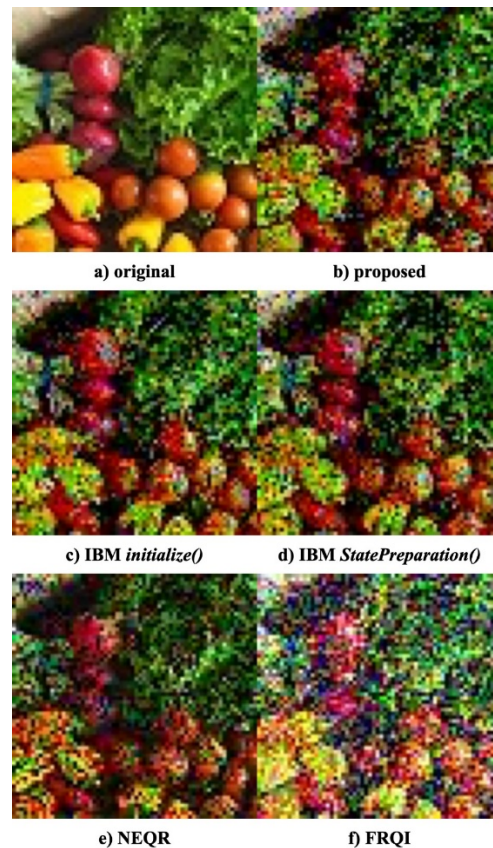 a) original
b) proposed
c) IBM initialize()
d) IBM StatePreparation()
e) NEQR
f) FRQI